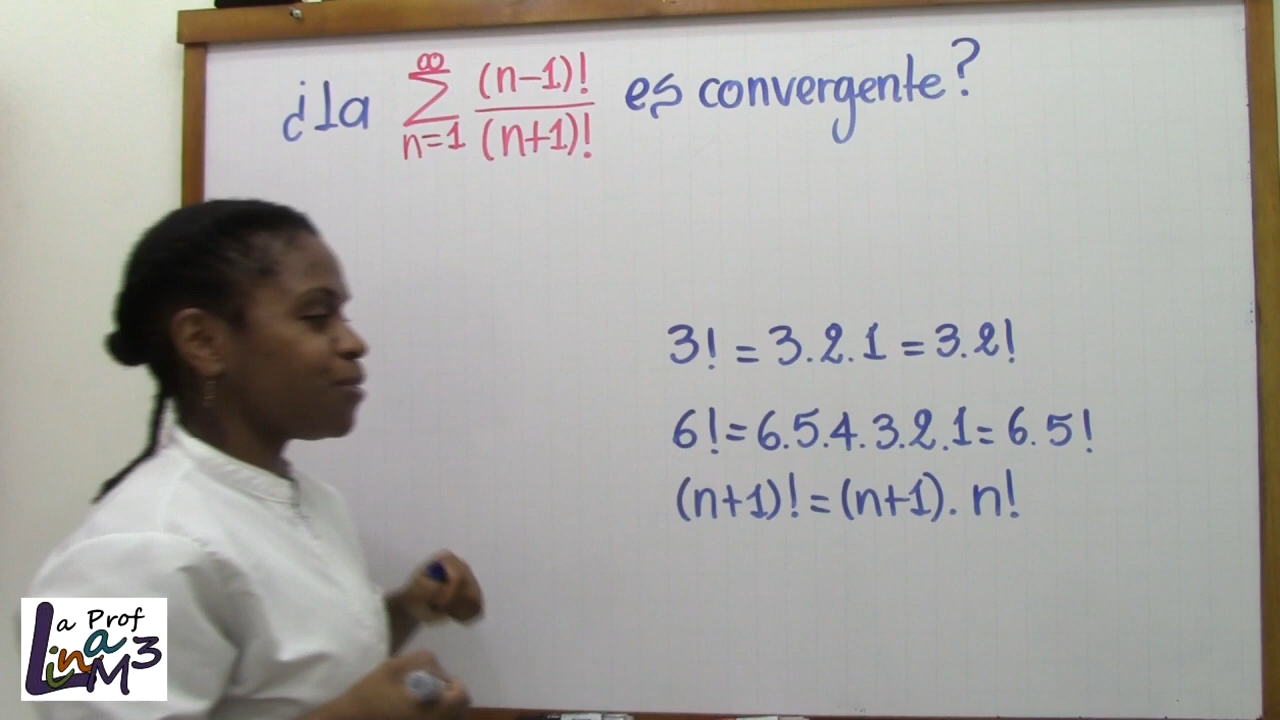 ¿la ∞ Σ n=1 (n-1)! / (n+1)! es convergente?
3! = 3.2.1 = 3.2!
6! = 6.5.4.3.2.1 = 6.5!
(n+1)! = (n+1). n!
La Prof
Lina M3